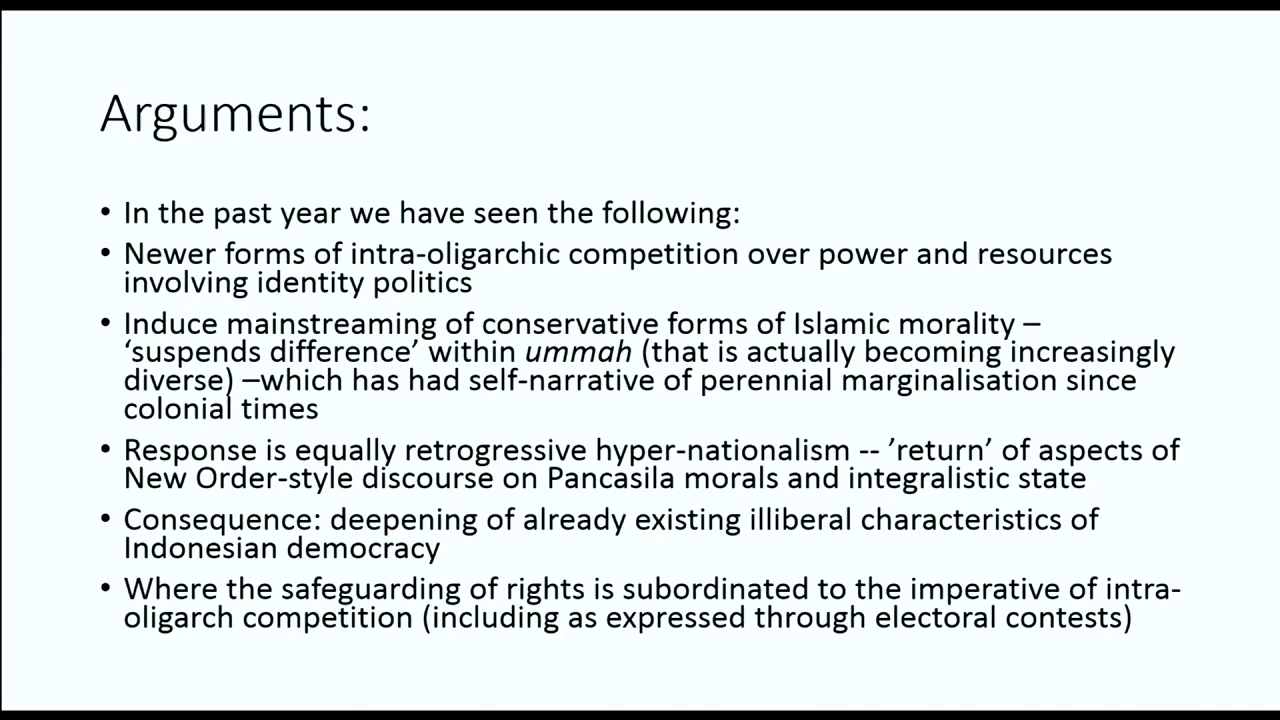 Arguments:
• In the past year we have seen the following:
• Newer forms of intra-oligarchic competition over power and resources
involving identity politics
• Induce mainstreaming of conservative forms of Islamic morality –
‘suspends difference’ within ummah (that is actually becoming increasingly
diverse) –which has had self-narrative of perennial marginalisation since
colonial times
• Response is equally retrogressive hyper-nationalism -- ’return’ of aspects of
New Order-style discourse on Pancasila morals and integralistic state
• Consequence: deepening of already existing illiberal characteristics of
Indonesian democracy
• Where the safeguarding of rights is subordinated to the imperative of intra-
oligarch competition (including as expressed through electoral contests)